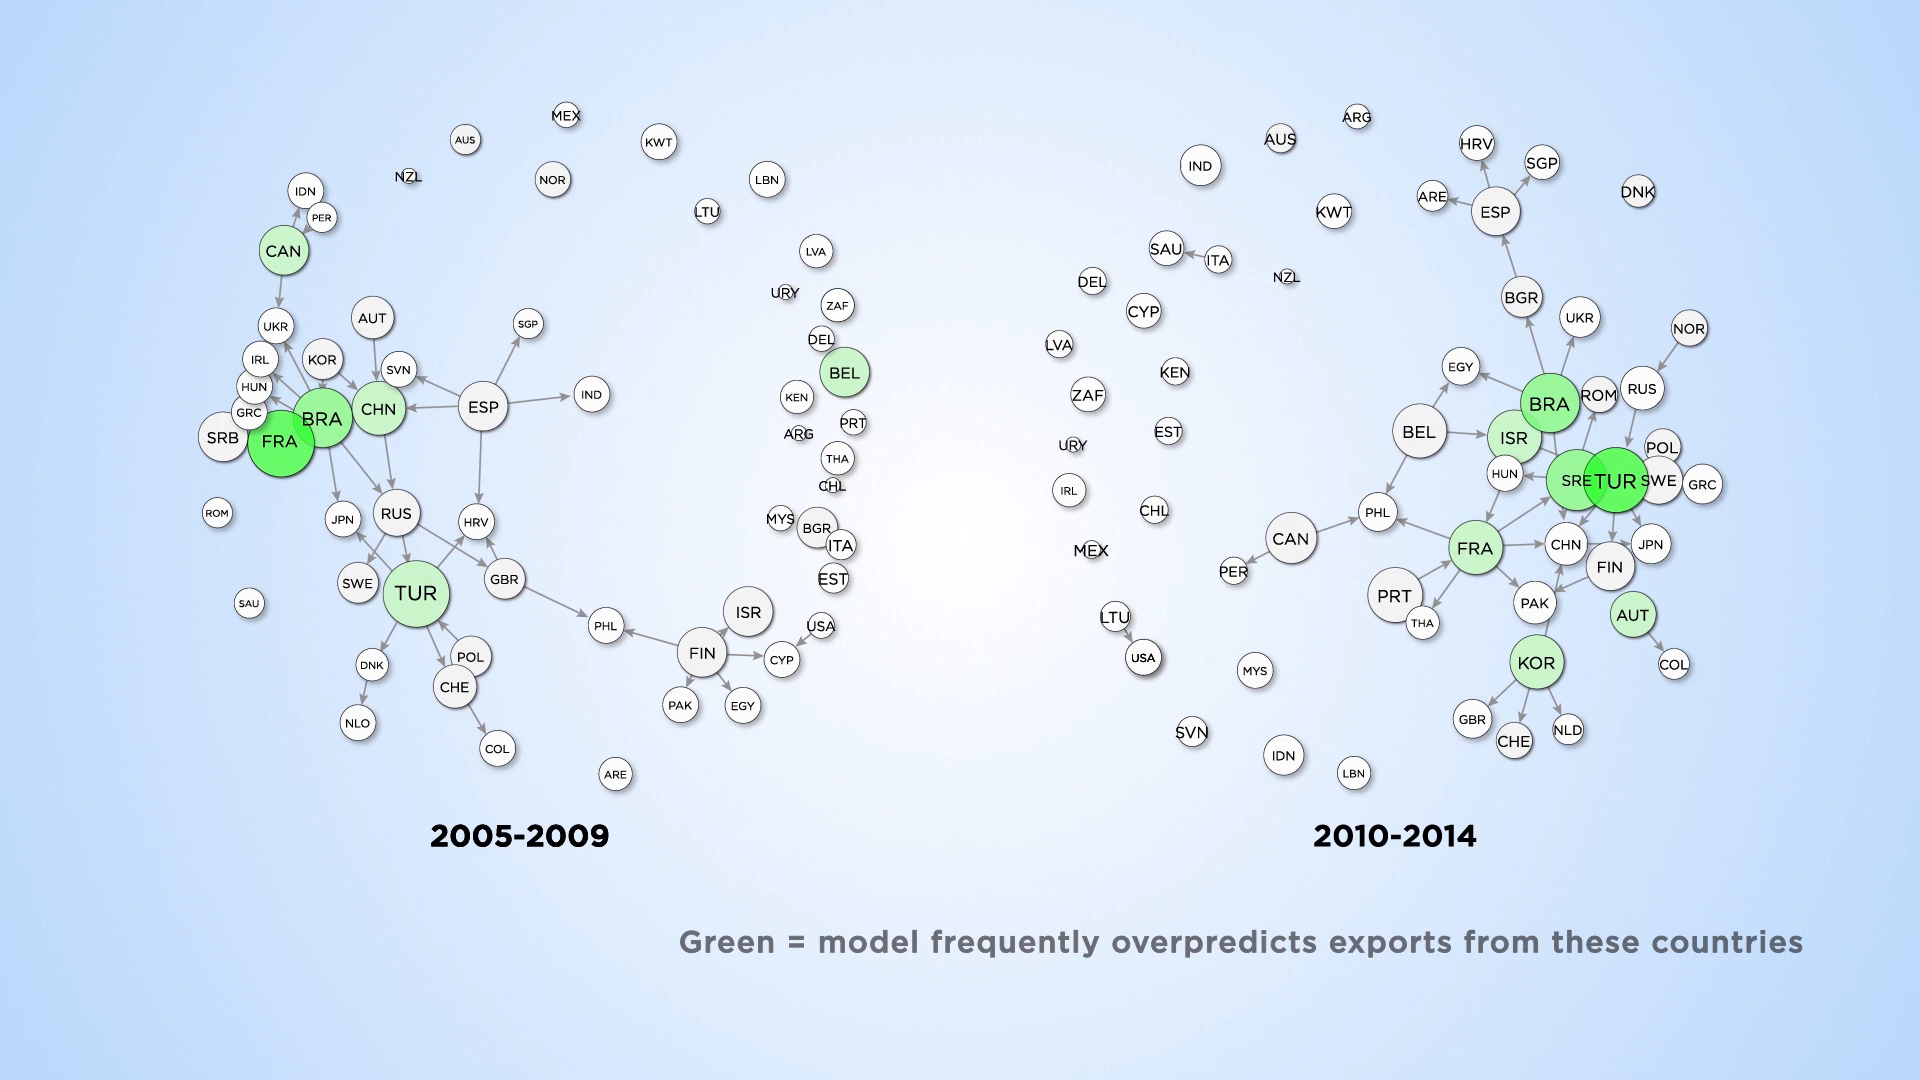 MEX
AUS
KWT
NZL
NOR
LBN
IDN
PER
LTU
CAN
LVA
URY
ZAF
UKR
AUT
SGP
DEL
IRL
KOR
SVN
BEL
HUN
ESP
IND
KEN
GRC
BRA
CHN
PRT
SRB
FRA
ARG
THA
CHL
ROM
JPN
RUS
HRV
MYS
BGR
ITA
SWE
TUR
GBR
EST
SAU
PHL
ISR
USA
DNK
POL
FIN
CYP
CHE
PAK
EGY
NLO
COL
ARE
2005-2009
ARG
AUS
HRV
IND
SGP
ARE
DNK
KWT
ESP
SAU
ITA
NZL
DEL
BGR
CYP
UKR
NOR
LVA
EGY
KEN
RUS
ZAF
BRA
ROM
EST
BEL
ISR
URY
POL
HUN
SRE
TUR
SWE
GRC
IRL
CHL
PHL
CAN
FRA
CHN
JPN
MEX
FIN
PER
PRT
PAK
LTU
THA
AUT
USA
MYS
KOR
COL
SVN
GBR
CHE
NLD
IDN
LBN
2010-2014
Green = model frequently overpredicts exports from these countries